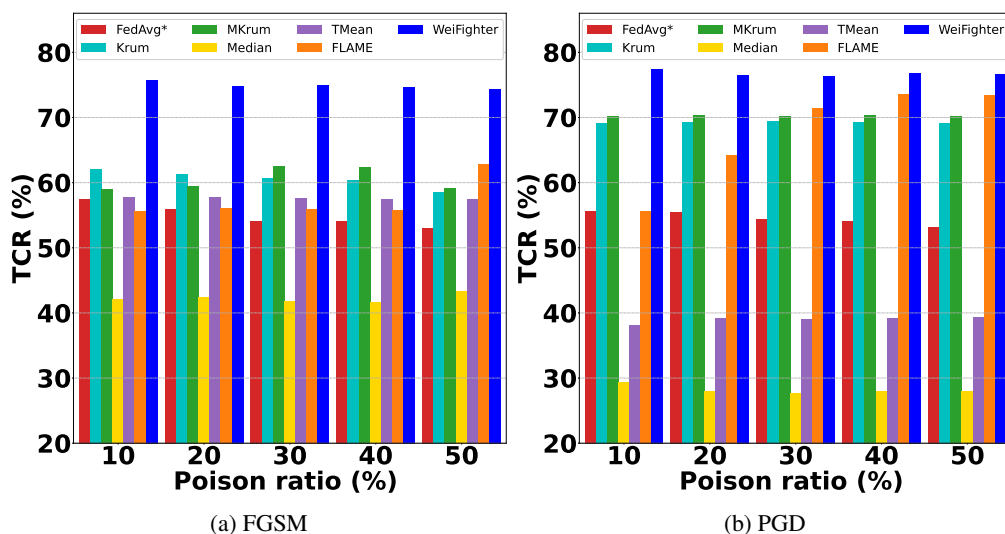 FedAvg* MKrum TMean WeiFighter
Krum Median FLAME
80
70
60
50
40
30
20
TCR (%)
10 20 30 40 50
Poison ratio (%)
(a) FGSM
FedAvg* MKrum TMean WeiFighter
Krum Median FLAME
80
70
60
50
40
30
20
TCR (%)
10 20 30 40 50
Poison ratio (%)
(b) PGD